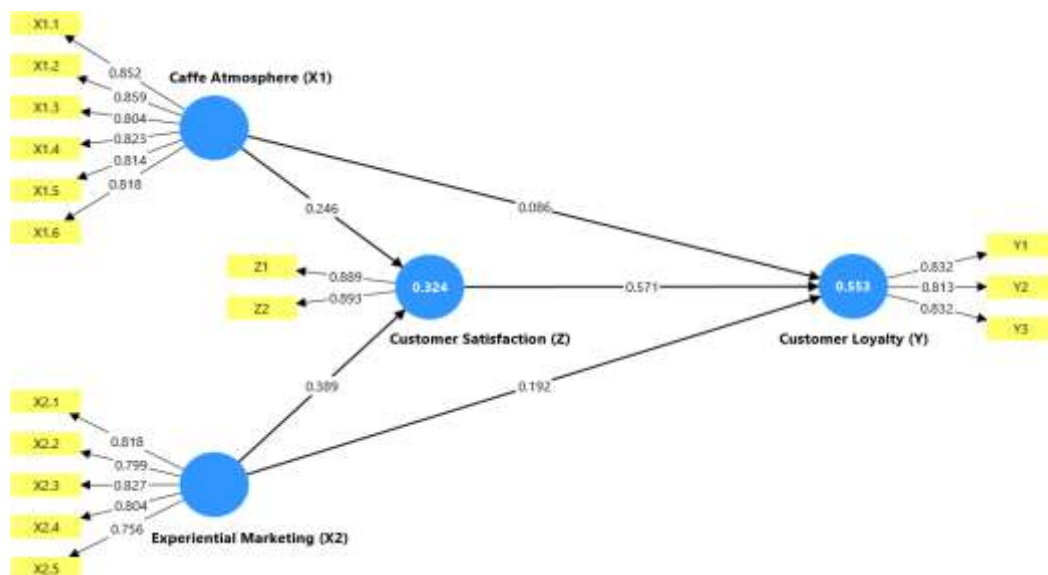 X1.1
X1.2
X1.3
X1.4
X1.5
X1.6
0.852
0.859
0.804
0.823
0.814
0.818
Caffe Atmosphere (X1)
0.246
0.086
Z1
Z2
0.889
0.893
0.324
Customer Satisfaction (Z)
0.571
0.553
Customer Loyalty (Y)
0.832
0.813
0.832
Y1
Y2
Y3
0.389
0.192
X2.1
X2.2
X2.3
X2.4
X2.5
0.818
0.799
0.827
0.804
0.756
Experiential Marketing (X2)